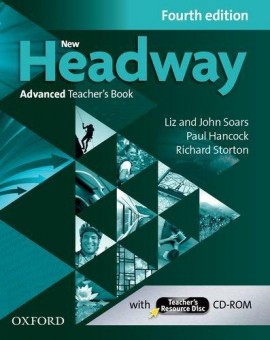 Fourth edition
New
Headway
Advanced Teacher's Book
Liz and John Soars
Paul Hancock
Richard Storton
OXFORD
with Teacher's Resource Disc CD-ROM